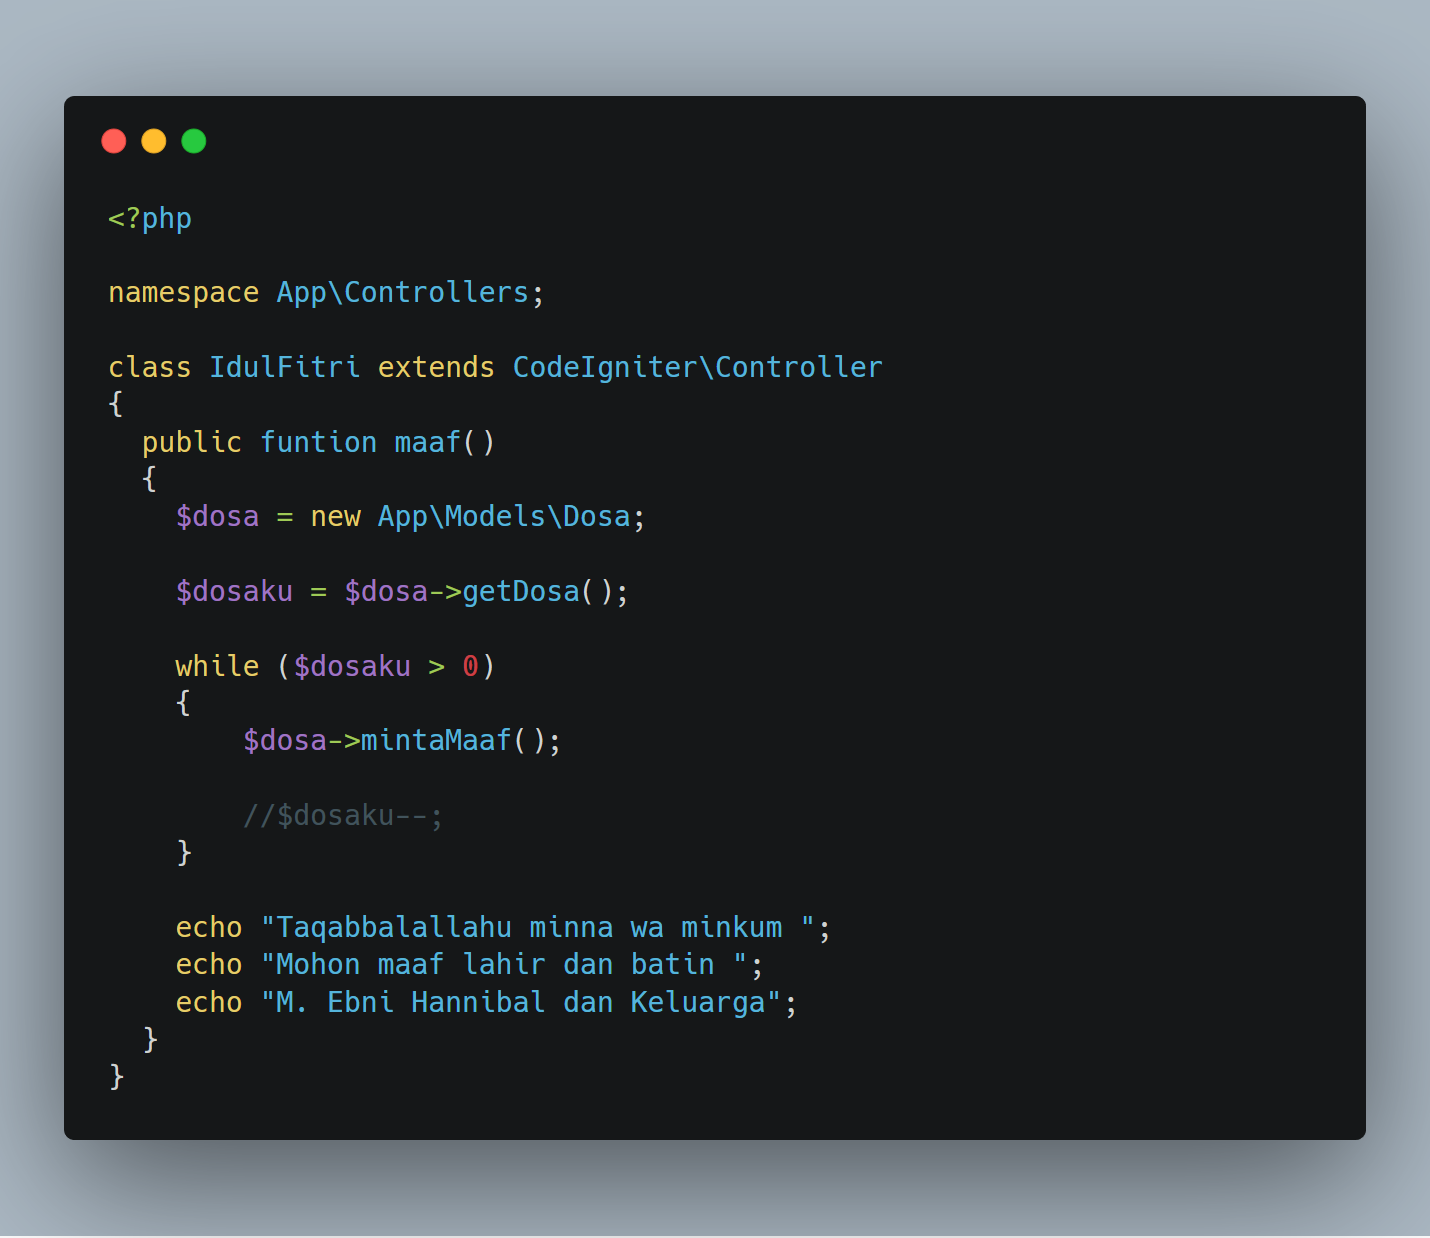 <?php
namespace App\Controllers;
class IdulFitri extends CodeIgniter\Controller
{
public funtion maaf()
{
$dosa = new App\Models\Dosa;
$dosaku = $dosa->getDosa();
while ($dosaku > 0)
{
$dosa->mintaMaaf();
//$dosaku--;
}
echo "Taqabbalallahu minna wa minkum ";
echo "Mohon maaf lahir dan batin ";
echo "M. Ebni Hannibal dan Keluarga";
}
}